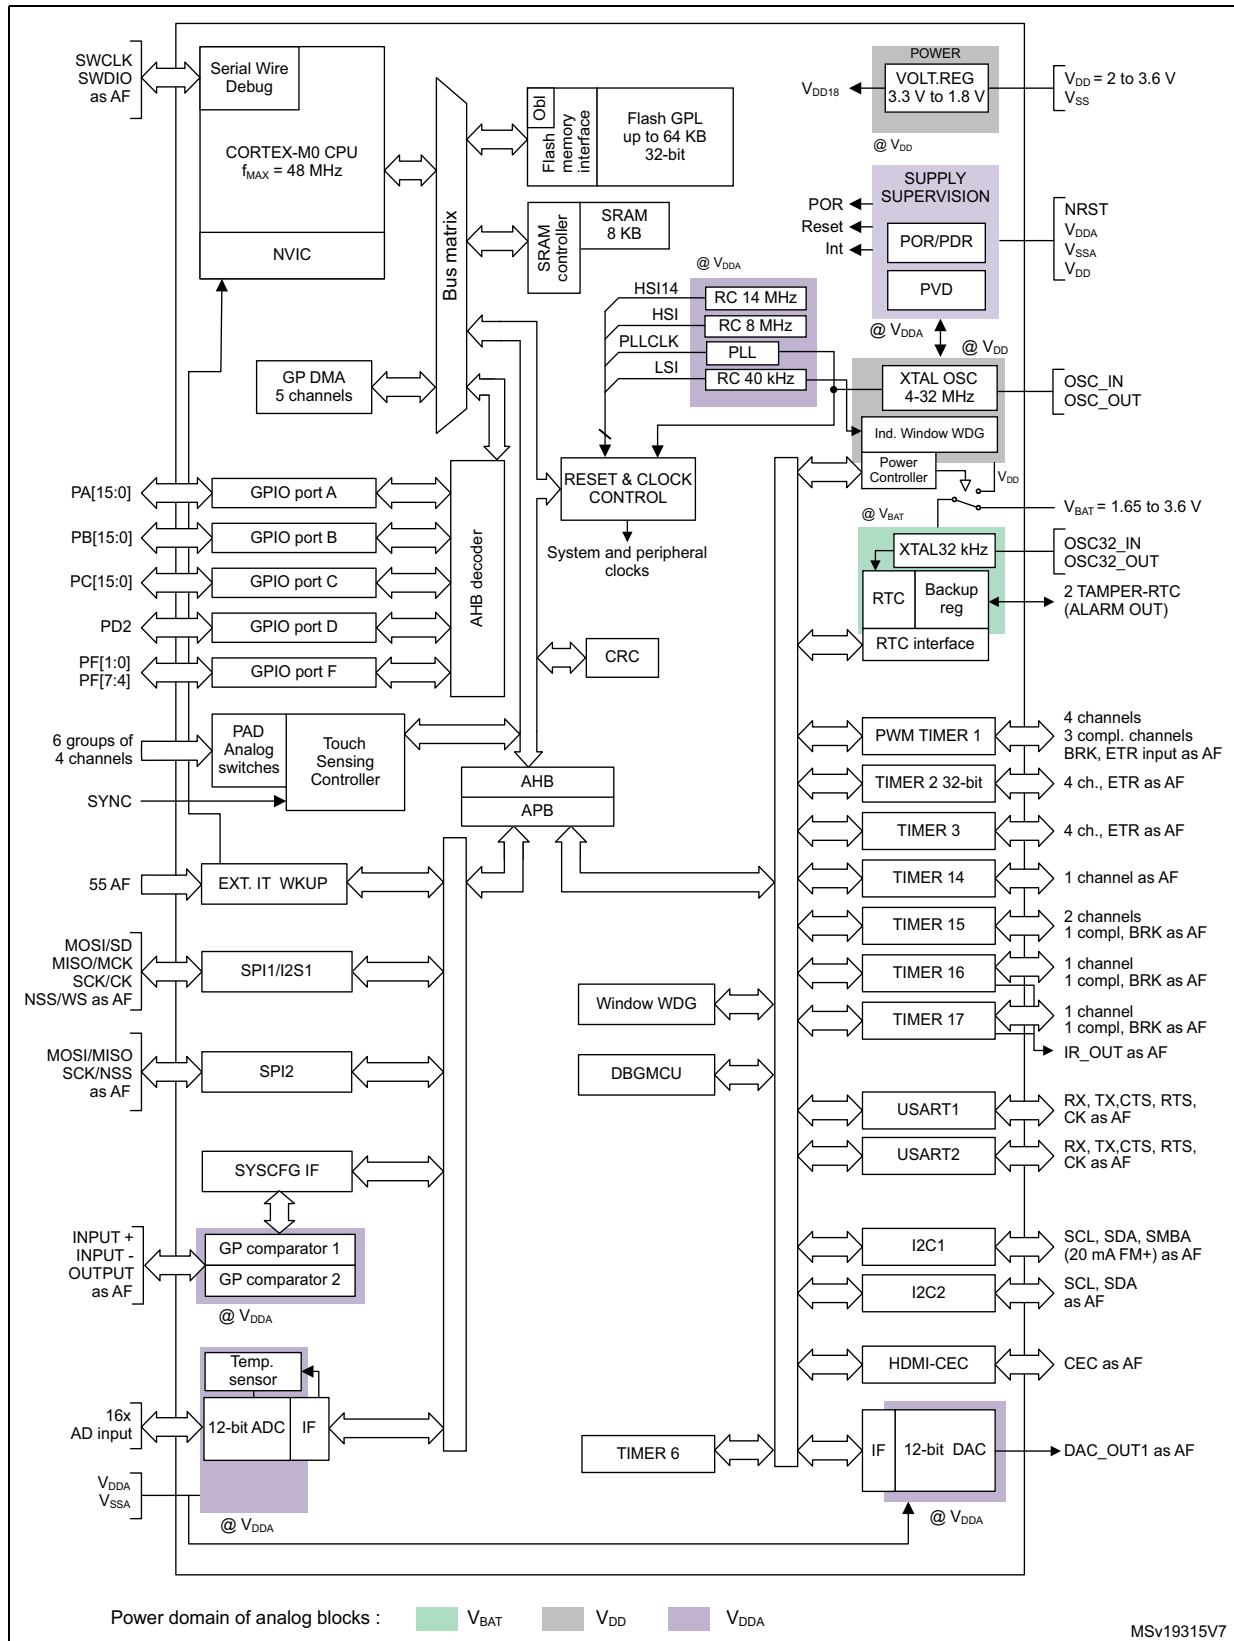 SWCLK
SWDIO
as AF
Serial Wire
Debug
CORTEX-M0 CPU
fMAX = 48 MHz
NVIC
Bus matrix
Obl
Flash
memory
interface
Flash GPL
up to 64 KB
32-bit
SRAM
controller
SRAM
8 KB
POWER
VOLT.REG
3.3 V to 1.8 V
VDD18
VDD = 2 to 3.6 V
VSS
@ VDD
SUPPLY
SUPERVISION
POR
Reset
Int
POR/PDR
PVD
NRST
VDDA
VSSA
VDD
@ VDDA
@ VDDA
@ VDD
HSI14
HSI
PLLCLK
LSI
RC 14 MHz
RC 8 MHz
PLL
RC 40 kHz
XTAL OSC
4-32 MHz
OSC_IN
OSC_OUT
Ind. Window WDG
Power
Controller
VDD
VBAT = 1.65 to 3.6 V
@ VBAT
XTAL32 kHz
OSC32_IN
OSC32_OUT
RTC
Backup
reg
2 TAMPER-RTC
(ALARM OUT)
RTC interface
GP DMA
5 channels
RESET & CLOCK
CONTROL
System and peripheral
clocks
PA[15:0]
GPIO port A
PB[15:0]
GPIO port B
PC[15:0]
GPIO port C
PD2
GPIO port D
PF[1:0]
PF[7:4]
GPIO port F
AHB decoder
CRC
6 groups of
4 channels
PAD
Analog
switches
Touch
Sensing
Controller
SYNC
AHB
APB
55 AF
EXT. IT WKUP
MOSI/SD
MISO/MCK
SCK/CK
NSS/WS as AF
SPI1/I2S1
MOSI/MISO
SCK/NSS
as AF
SPI2
SYSCFG IF
INPUT +
INPUT -
OUTPUT
as AF
GP comparator 1
GP comparator 2
@ VDDA
Temp.
sensor
16x
AD input
12-bit ADC
IF
VDDA
VSSA
@ VDDA
Window WDG
DBGMCU
TIMER 6
PWM TIMER 1
4 channels
3 compl. channels
BRK, ETR input as AF
TIMER 2 32-bit
4 ch., ETR as AF
TIMER 3
4 ch., ETR as AF
TIMER 14
1 channel as AF
TIMER 15
2 channels
1 compl, BRK as AF
TIMER 16
1 channel
1 compl, BRK as AF
TIMER 17
1 channel
1 compl, BRK as AF
IR_OUT as AF
USART1
RX, TX,CTS, RTS,
CK as AF
USART2
RX, TX,CTS, RTS,
CK as AF
I2C1
SCL, SDA, SMBA
(20 mA FM+) as AF
I2C2
SCL, SDA
as AF
HDMI-CEC
CEC as AF
IF
12-bit DAC
DAC_OUT1 as AF
@ VDDA
Power domain of analog blocks :
VBAT
VDD
VDDA
MSv19315V7